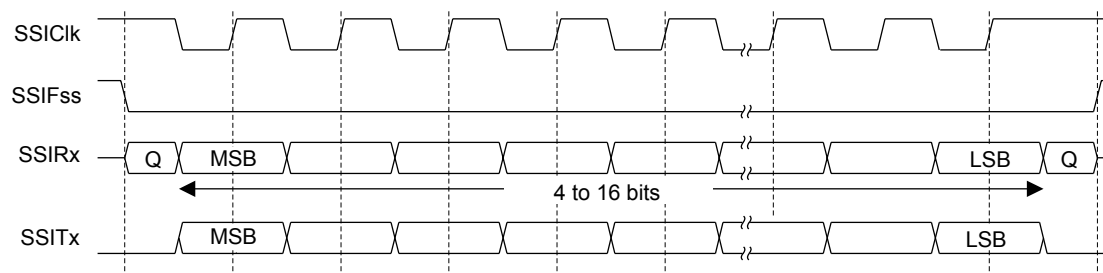 SSIClk
SSIFss
SSIRx
Q
MSB
LSB
Q
4 to 16 bits
SSITx
MSB
LSB